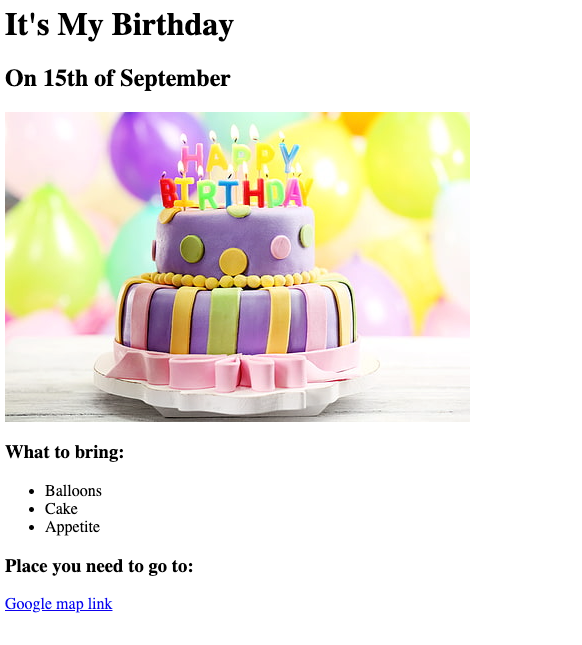 It's My Birthday
On 15th of September
HAPPY
BIRTHDAY
What to bring:
Balloons
Cake
Appetite
Place you need to go to:
Google map link